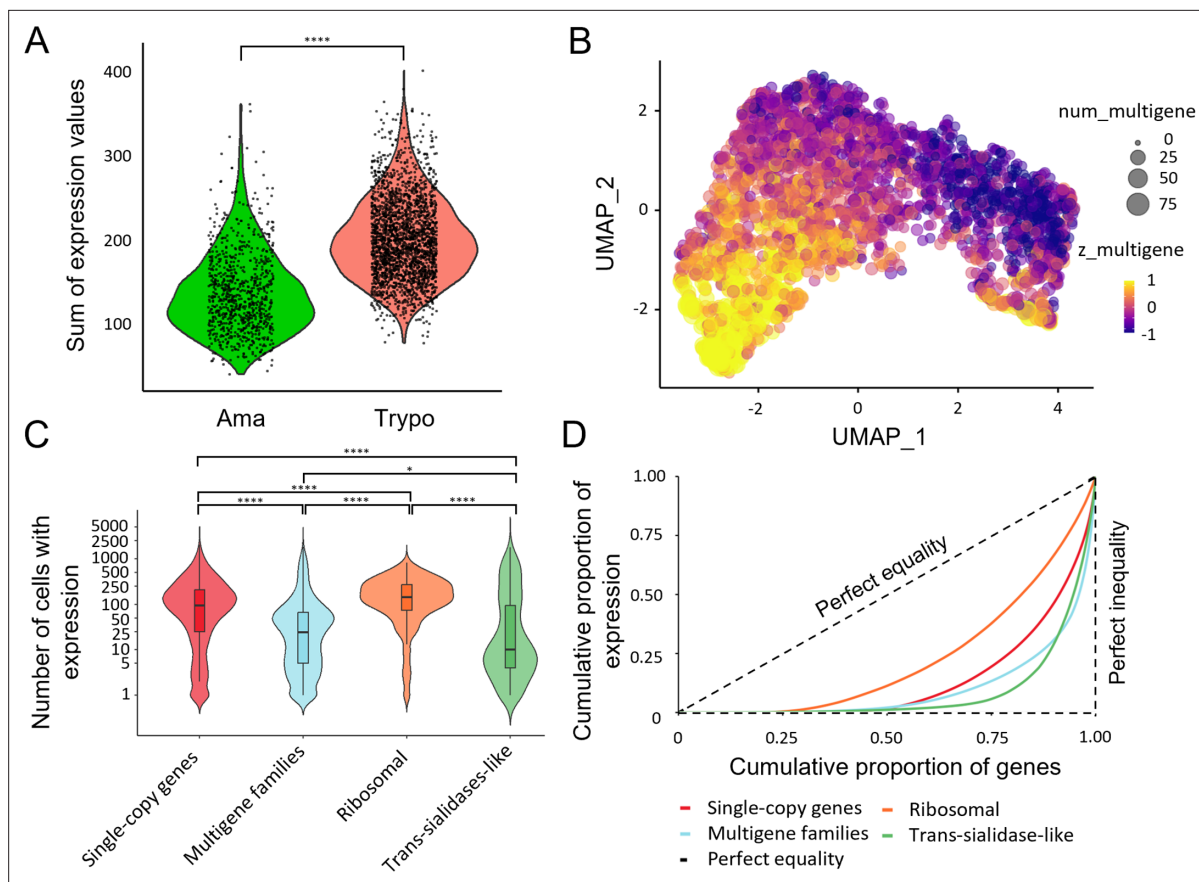 A
****
Sum of expression values
400
300
200
100
Ama
Trypo
B
UMAP_2
2
0
-2
-2
0
2
4
UMAP_1
num_multigene
0
25
50
75
z_multigene
1
0
-1
C
****
*
****
****
****
****
Number of cells with
expression
5000
2500
1000
500
250
100
50
25
10
5
1
Single-copy genes
Multigene families
Ribosomal
Trans-sialidases-like
D
Cumulative proportion of
expression
1.00
0.75
0.50
0.25
0
Perfect equality
Perfect inequality
0
0.25
0.50
0.75
1.00
Cumulative proportion of genes
Single-copy genes
Ribosomal
Multigene families
Trans-sialidase-like
Perfect equality